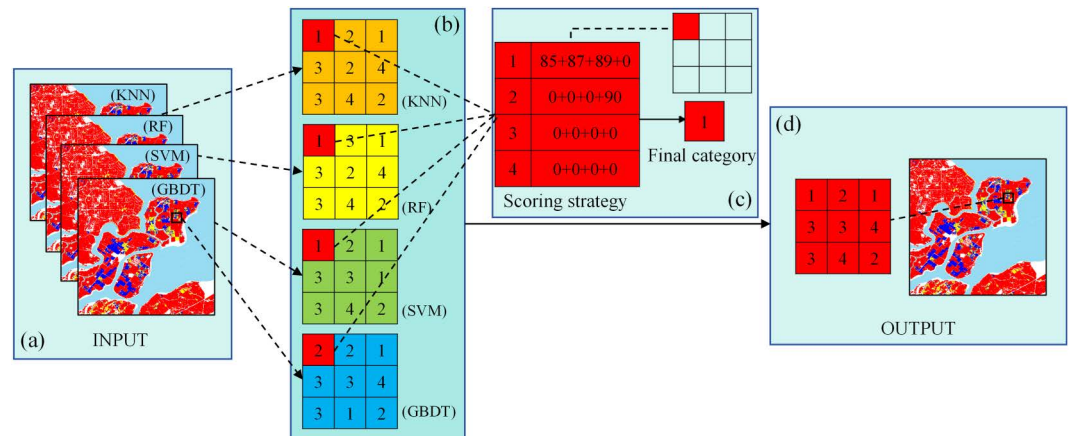 (KNN)
(RF)
(SVM)
(GBDT)
(a) INPUT
(b)
1 2 1
3 2 4
3 4 2
(KNN)
1 3 1
3 2 4
3 4 2
(RF)
1 2 1
3 3 1
3 4 2
(SVM)
2 2 1
3 3 4
3 1 2
(GBDT)
1 85+87+89+0
2 0+0+0+90
3 0+0+0+0
4 0+0+0+0
Scoring strategy
1
Final category
(c)
(d)
1 2 1
3 3 4
3 4 2
OUTPUT